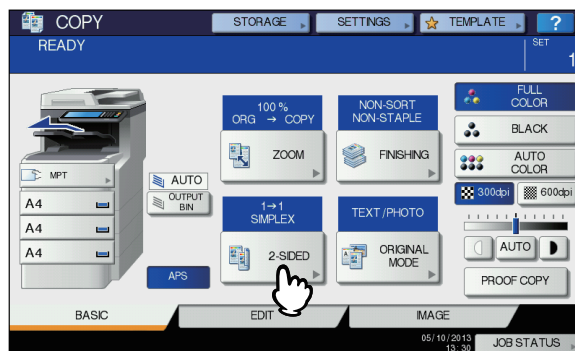 COPY
STORAGE
SETTINGS
TEMPLATE
?
READY
SET
1
100 %
ORG → COPY
NON-SORT
NON-STAPLE
FULL
COLOR
ZOOM
FINISHING
BLACK
MPT
AUTO
AUTO
COLOR
A4
OUTPUT
BIN
300dpi
600dpi
1→1
SIMPLEX
TEXT/PHOTO
A4
A4
2-SIDED
ORIGINAL
MODE
AUTO
APS
PROOF COPY
BASIC
EDIT
IMAGE
05/10/2013
13:30
JOB STATUS